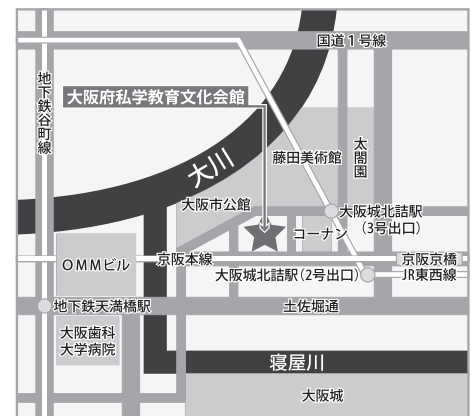 国道1号線
地下鉄谷町線
大阪府私学教育文化会館
太閤園
藤田美術館
大川
大阪市公館
大阪城北詰駅
(3号出口)
コーナン
OMMビル
京阪本線
京阪京橋
大阪城北詰駅(2号出口)
JR東西線
地下鉄天満橋駅
土佐堀通
大阪歯科
大学病院
寝屋川
大阪城